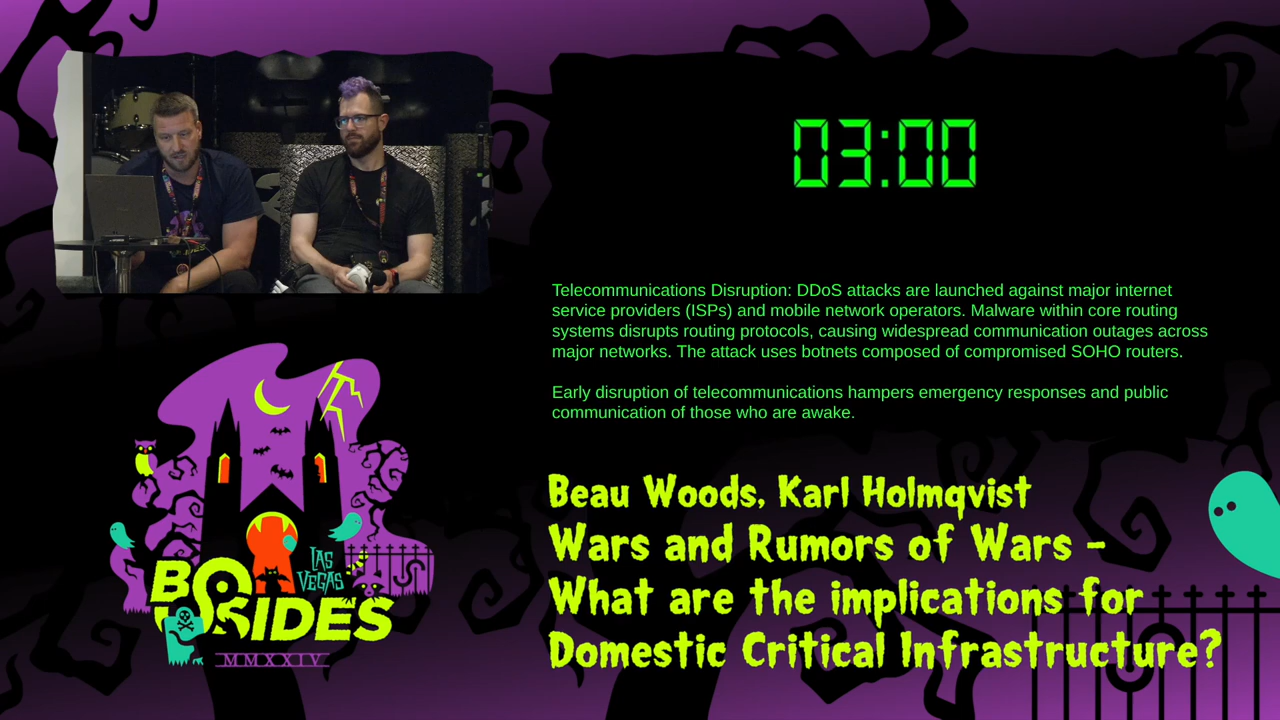 03:00
Telecommunications Disruption: DDoS attacks are launched against major internet
service providers (ISPs) and mobile network operators. Malware within core routing
systems disrupts routing protocols, causing widespread communication outages across
major networks. The attack uses botnets composed of compromised SOHO routers.
Early disruption of telecommunications hampers emergency responses and public
communication of those who are awake.
Beau Woods, Karl Holmqvist
Wars and Rumors of Wars -
What are the implications for
Domestic Critical Infrastructure?
LAS
VEGAS
BSIDES
MMXXIV